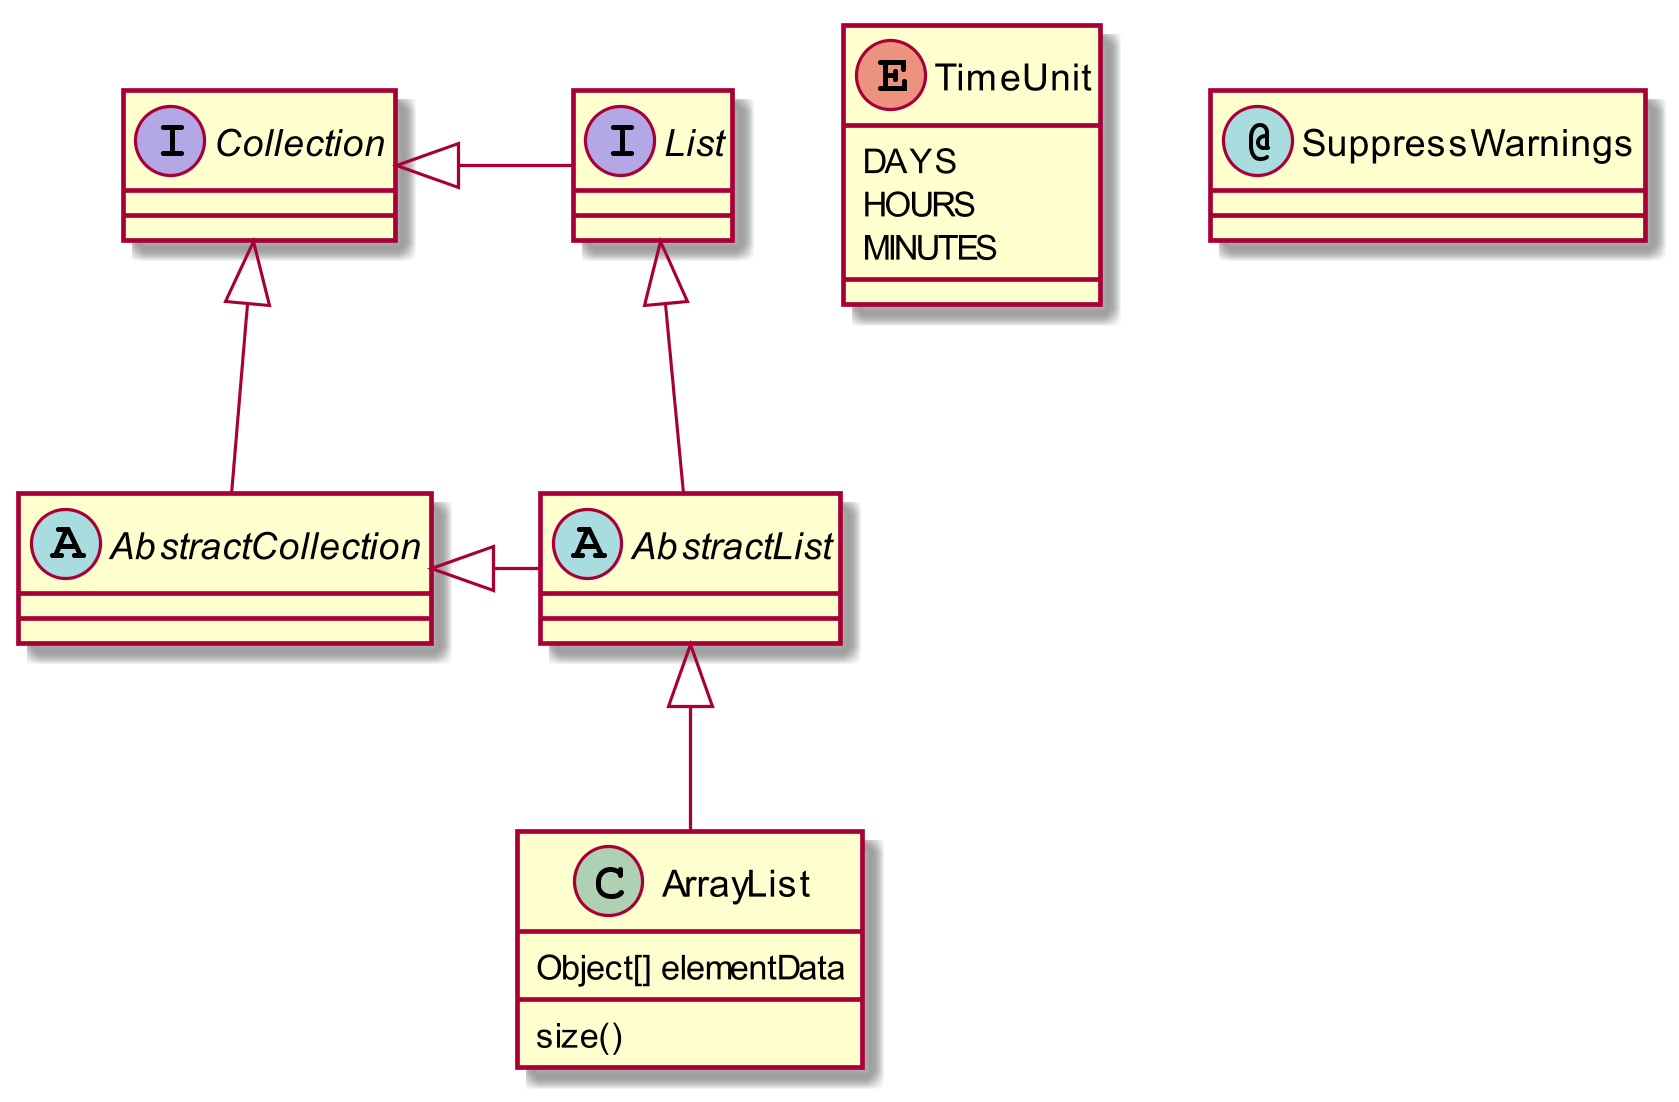 I Collection
I List
E TimeUnit
DAYS
HOURS
MINUTES
@ SuppressWarnings
A AbstractCollection
A AbstractList
C ArrayList
Object[] elementData
size()